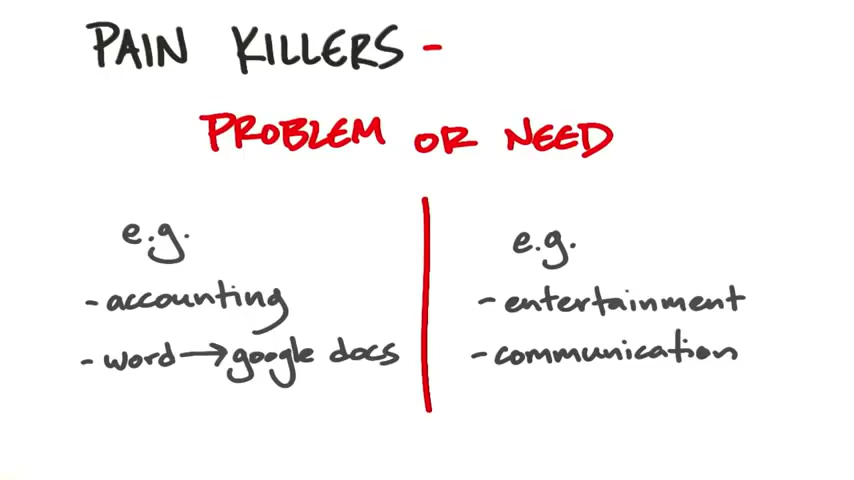 PAIN KILLERS -
PROBLEM OR NEED
e.g.
- accounting
- word → google docs
e.g.
- entertainment
- communication